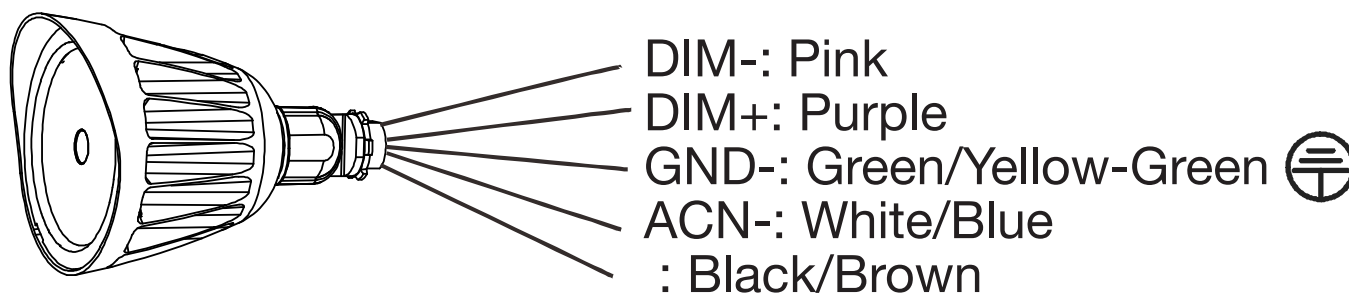 DIM-: Pink
DIM+: Purple
GND-: Green/Yellow-Green
ACN-: White/Blue
: Black/Brown